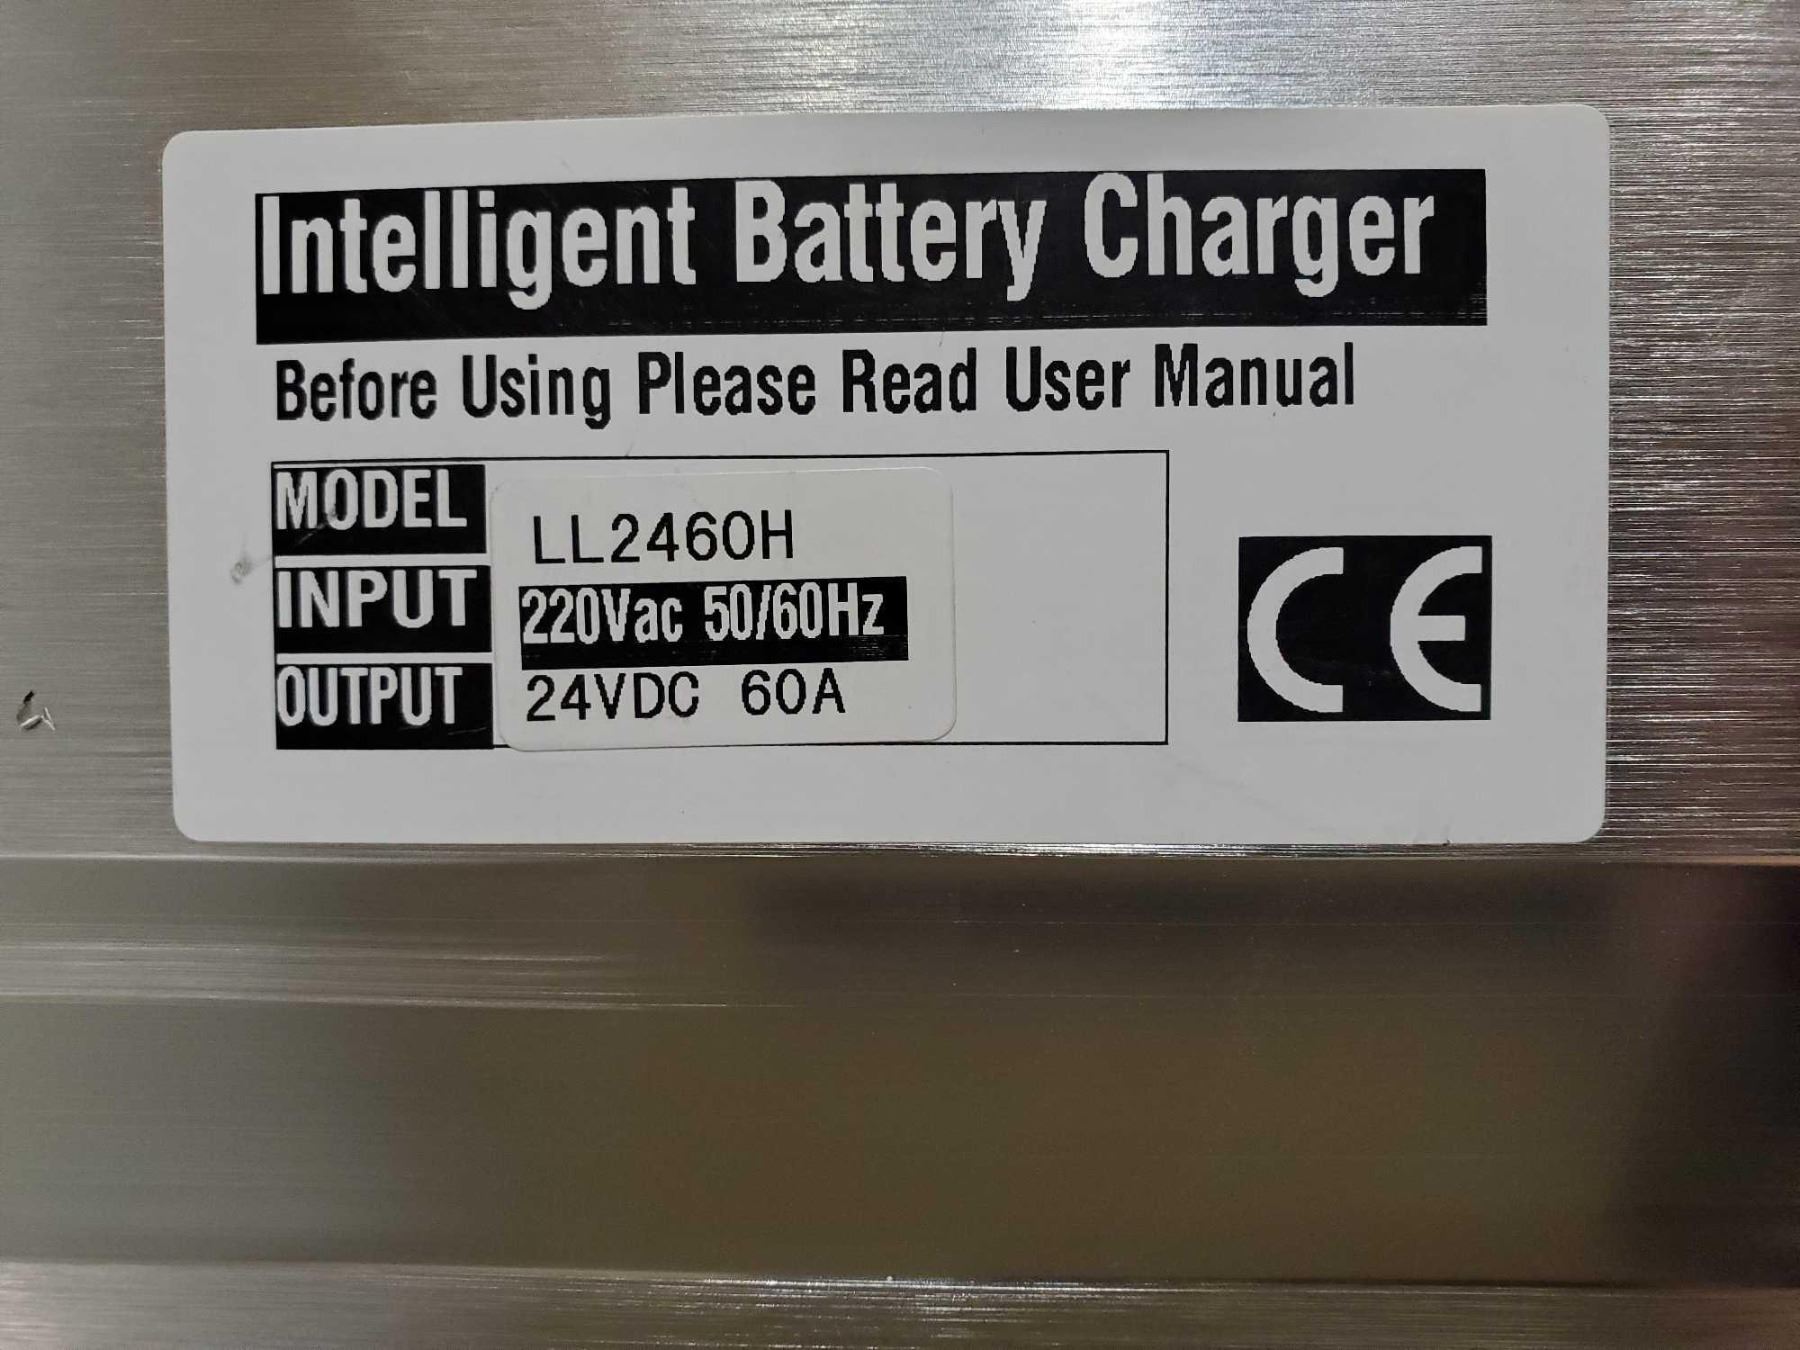 Intelligent Battery Charger
Before Using Please Read User Manual
MODEL LL2460H
INPUT 220Vac 50/60Hz
OUTPUT 24VDC 60A
CE